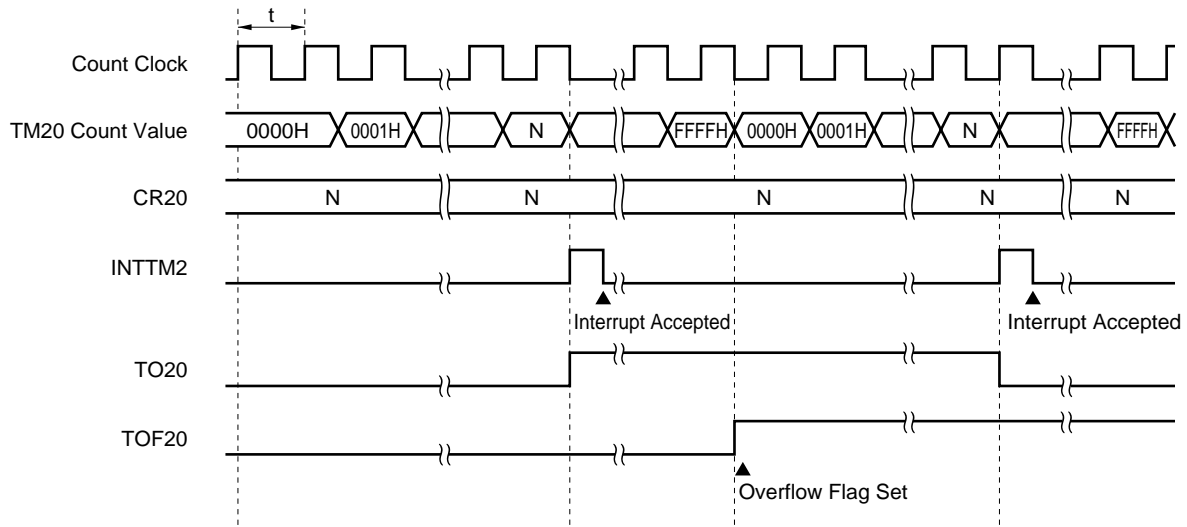 t
Count Clock
TM20 Count Value 0000H 0001H N FFFFH 0000H 0001H N FFFFH
CR20 N N N N N
INTTM2
Interrupt Accepted Interrupt Accepted
TO20
TOF20
Overflow Flag Set